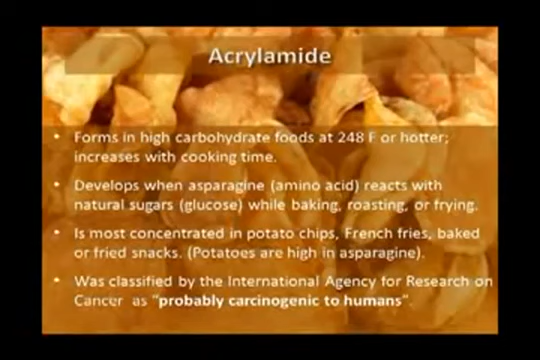 Acrylamide
• Forms in high carbohydrate foods at 248 F or hotter;
increases with cooking time.
• Develops when asparagine (amino acid) reacts with
natural sugars (glucose) while baking, roasting, or frying.
• Is most concentrated in potato chips, French fries, baked
or fried snacks. (Potatoes are high in asparagine).
• Was classified by the International Agency for Research on
Cancer as "probably carcinogenic to humans".